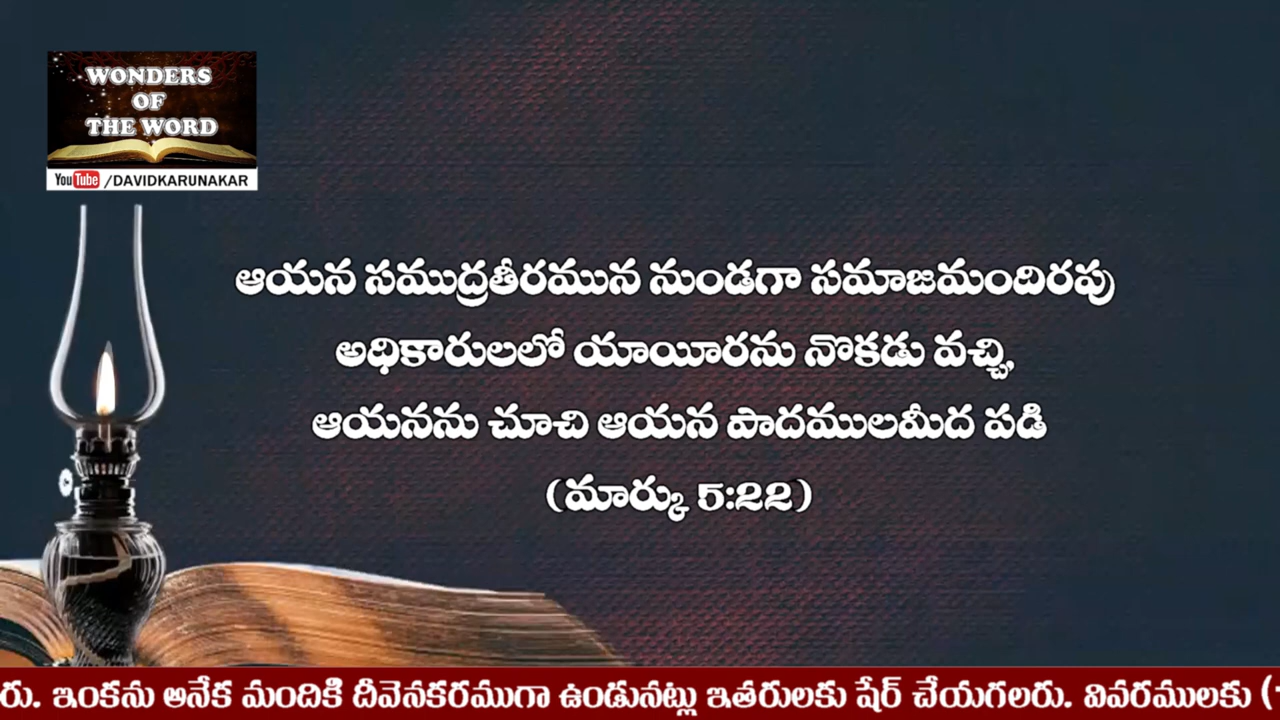 WONDERS
OF
THE WORD
YouTube /DAVIDKARUNAKAR
ఆయన సముద్రతీరమున నుండగా సమాజమందిరపు
అధికారులలో యాయీరను నొకడు వచ్చి,
ఆయనను చూచి ఆయన పాదములమీద పడి
(మార్కు 5:22)
రు. ఇంకను అనేక మందికి దీవెనకరముగా ఉండునట్లు ఇతరులకు షేర్ చేయగలరు. వివరములకు (